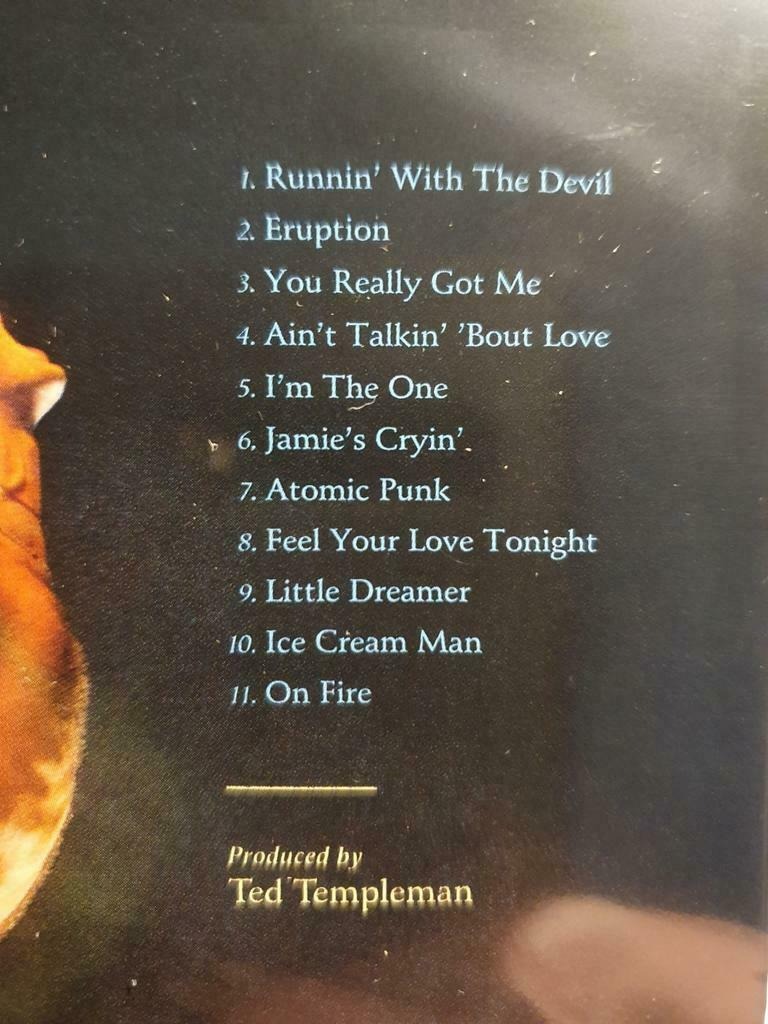 1. Runnin' With The Devil
2. Eruption
3. You Really Got Me
4. Ain't Talkin' 'Bout Love
5. I'm The One
6. Jamie's Cryin'
7. Atomic Punk
8. Feel Your Love Tonight
9. Little Dreamer
10. Ice Cream Man
11. On Fire
Produced by
Ted Templeman